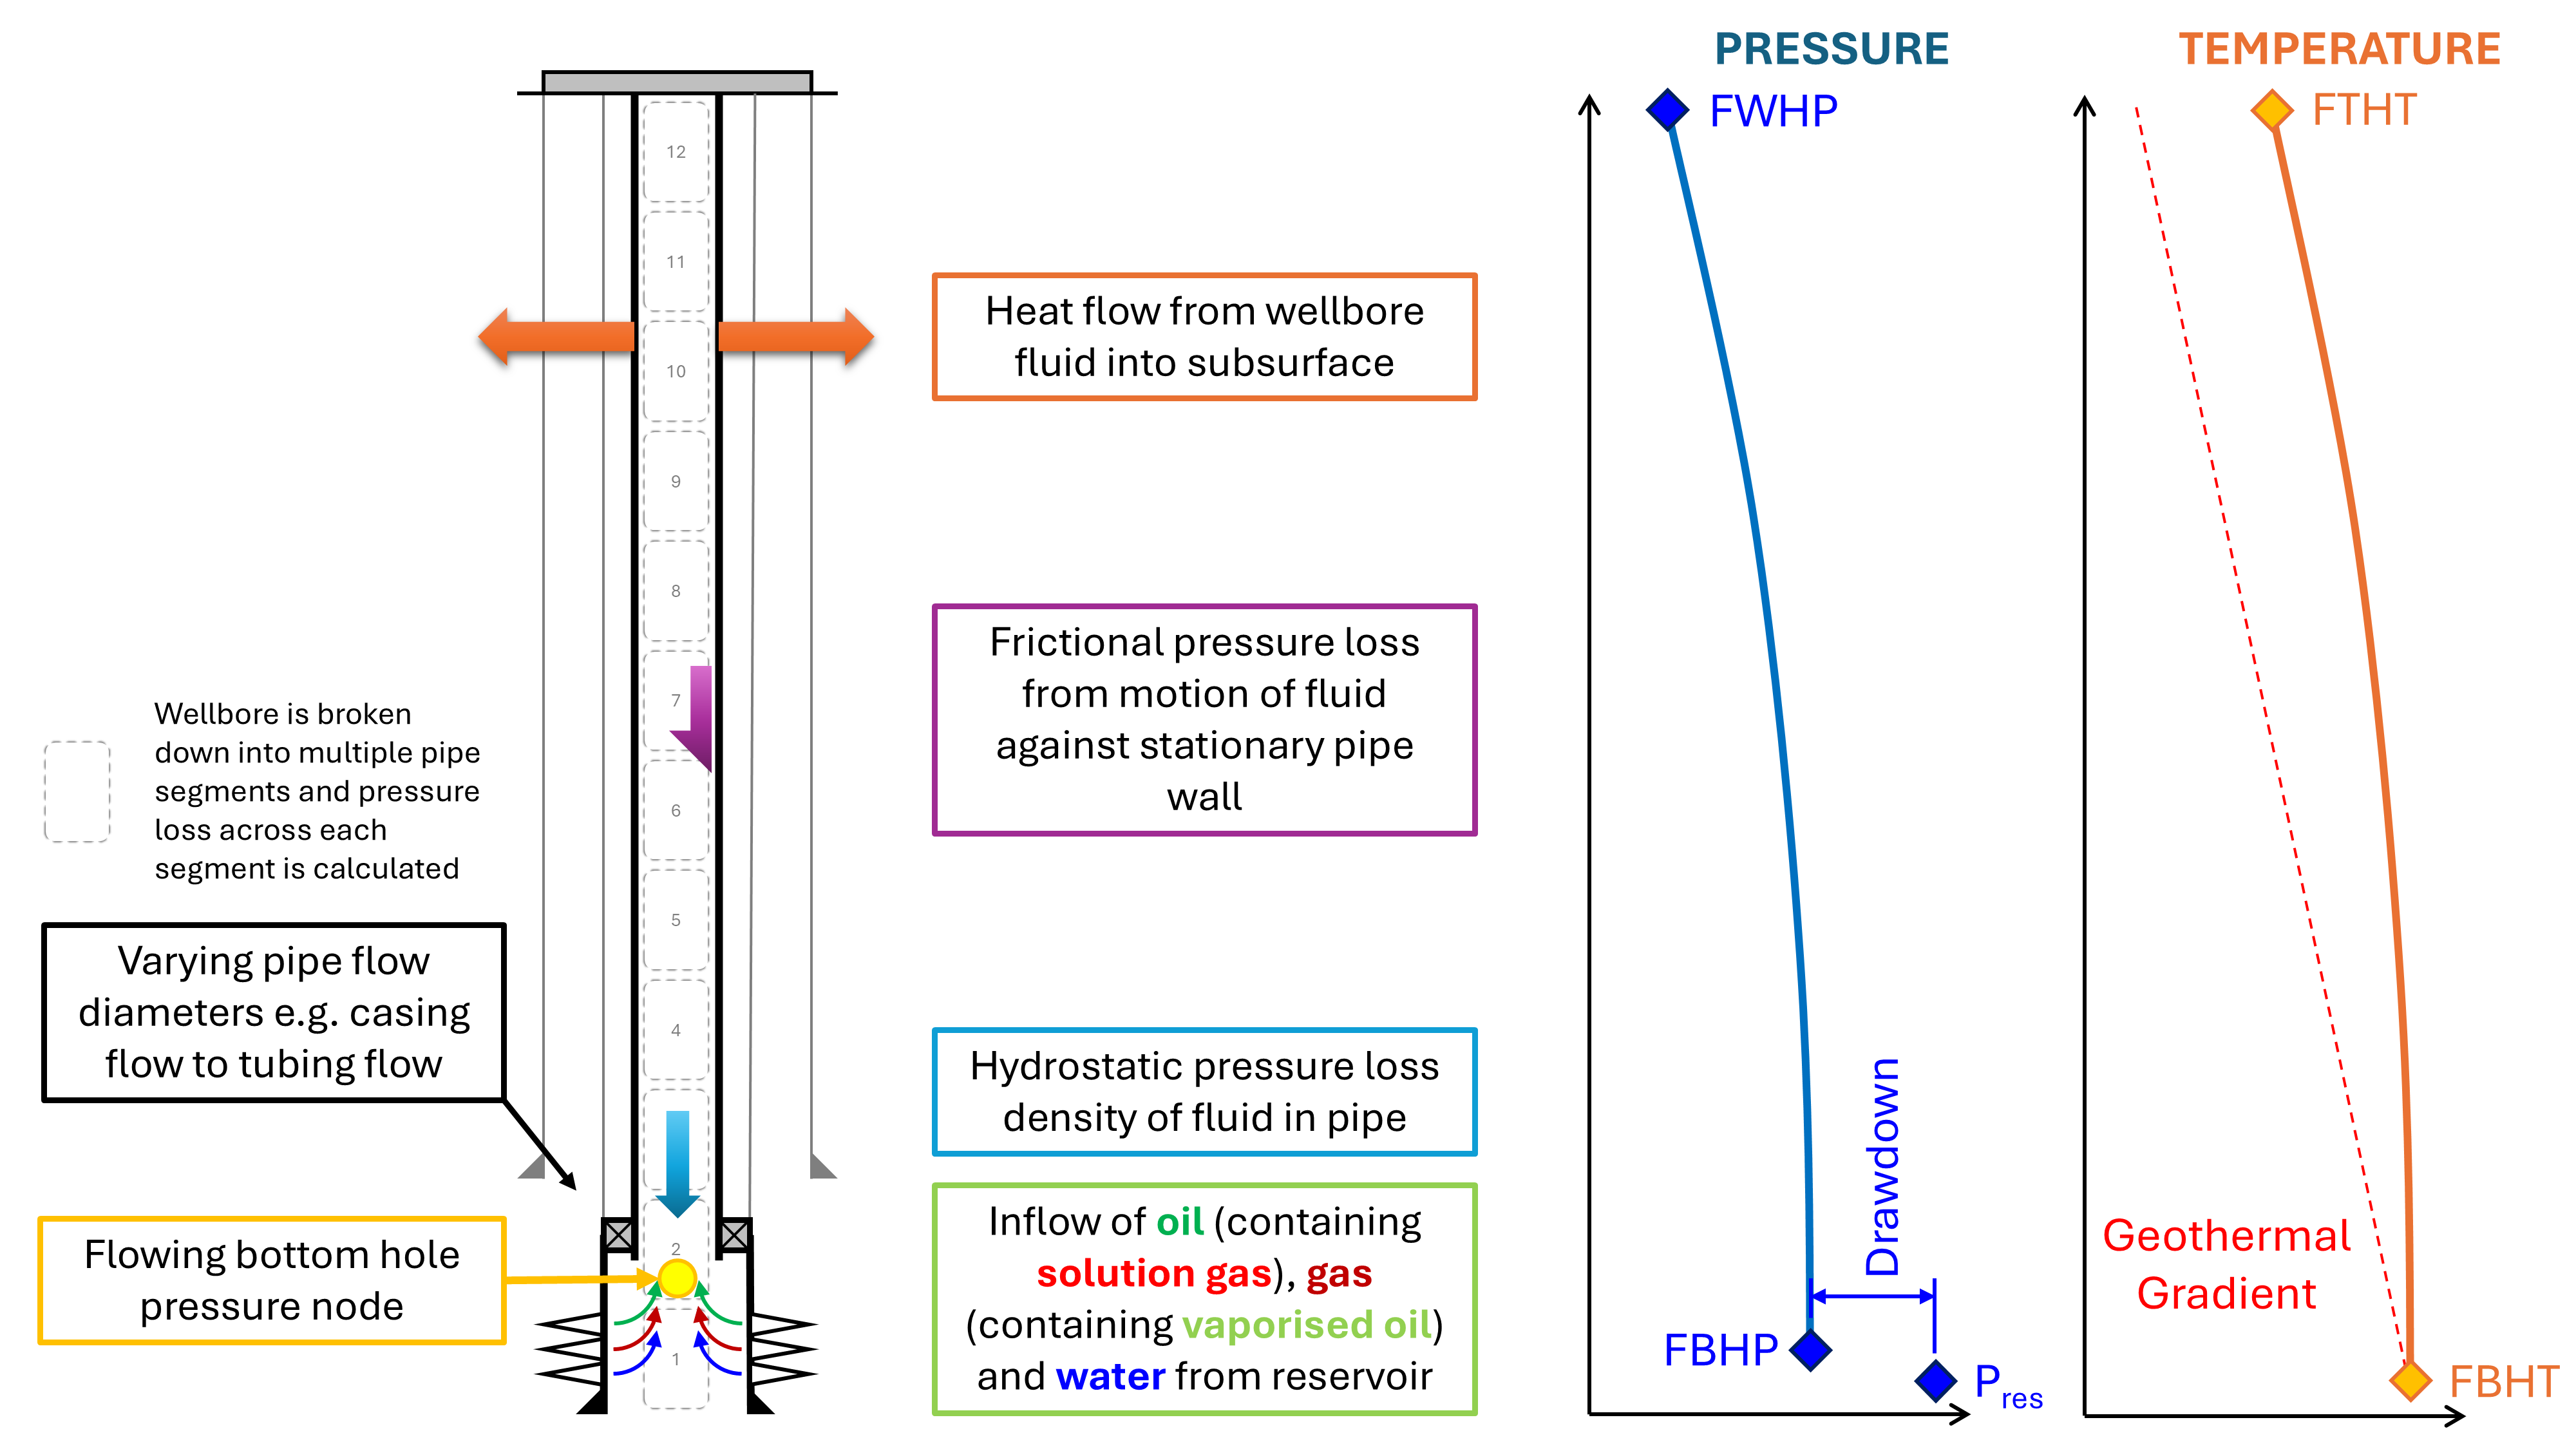 PRESSURE
TEMPERATURE
FWHP
FTHT
12
11
10
9
8
7
6
5
4
2
1
Heat flow from wellbore
fluid into subsurface
Frictional pressure loss
from motion of fluid
against stationary pipe
wall
Wellbore is broken
down into multiple pipe
segments and pressure
loss across each
segment is calculated
Varying pipe flow
diameters e.g. casing
flow to tubing flow
Hydrostatic pressure loss
density of fluid in pipe
Flowing bottom hole
pressure node
Inflow of oil (containing
solution gas), gas
(containing vaporised oil)
and water from reservoir
Drawdown
FBHP
Pres
Geothermal
Gradient
FBHT